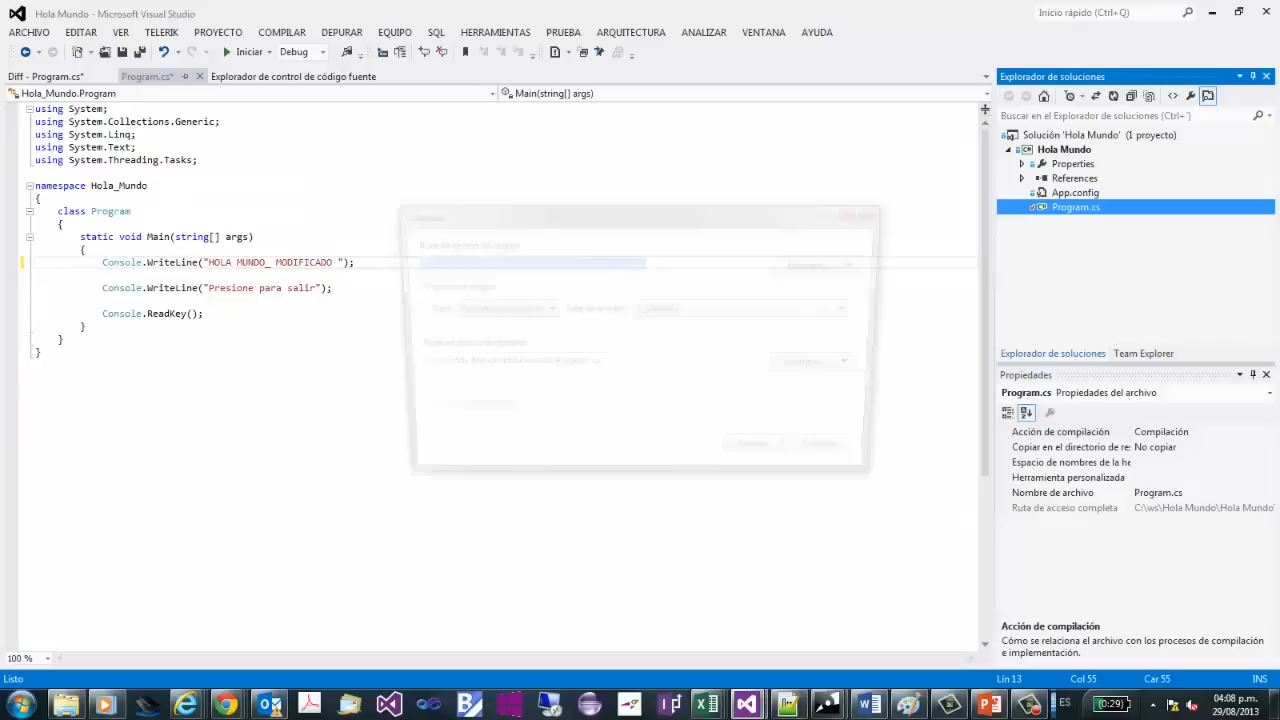 Hola Mundo - Microsoft Visual Studio
Inicio rápido (Ctrl+Q)
ARCHIVO EDITAR VER TELERIK PROYECTO COMPILAR DEPURAR EQUIPO SQL HERRAMIENTAS PRUEBA ARQUITECTURA ANALIZAR VENTANA AYUDA
Iniciar Debug
Diff - Program.cs* Program.cs* Explorador de control de código fuente
Hola_Mundo.Program Main(string[] args)
using System;
using System.Collections.Generic;
using System.Linq;
using System.Text;
using System.Threading.Tasks;
namespace Hola_Mundo
{
class Program
{
static void Main(string[] args)
{
Console.WriteLine("HOLA MUNDO_ MODIFICADO ");
Console.WriteLine("Presione para salir");
Console.ReadKey();
}
}
}
100 %
Explorador de soluciones
Buscar en el Explorador de soluciones (Ctrl+´)
Solución 'Hola Mundo' (1 proyecto)
Hola Mundo
Properties
References
App.config
Program.cs
Explorador de soluciones Team Explorer
Propiedades
Program.cs Propiedades del archivo
Acción de compilación Compilación
Copiar en el directorio de re No copiar
Espacio de nombres de la he
Herramienta personalizada
Nombre de archivo Program.cs
Ruta de acceso completa C:\ws\Hola Mundo\Hola Mundo\
Acción de compilación
Cómo se relaciona el archivo con los procesos de compilación
e implementación.
Listo Lín 13 Col 55 Car 55 INS
ES (0:29) 04:08 p.m.
29/08/2013